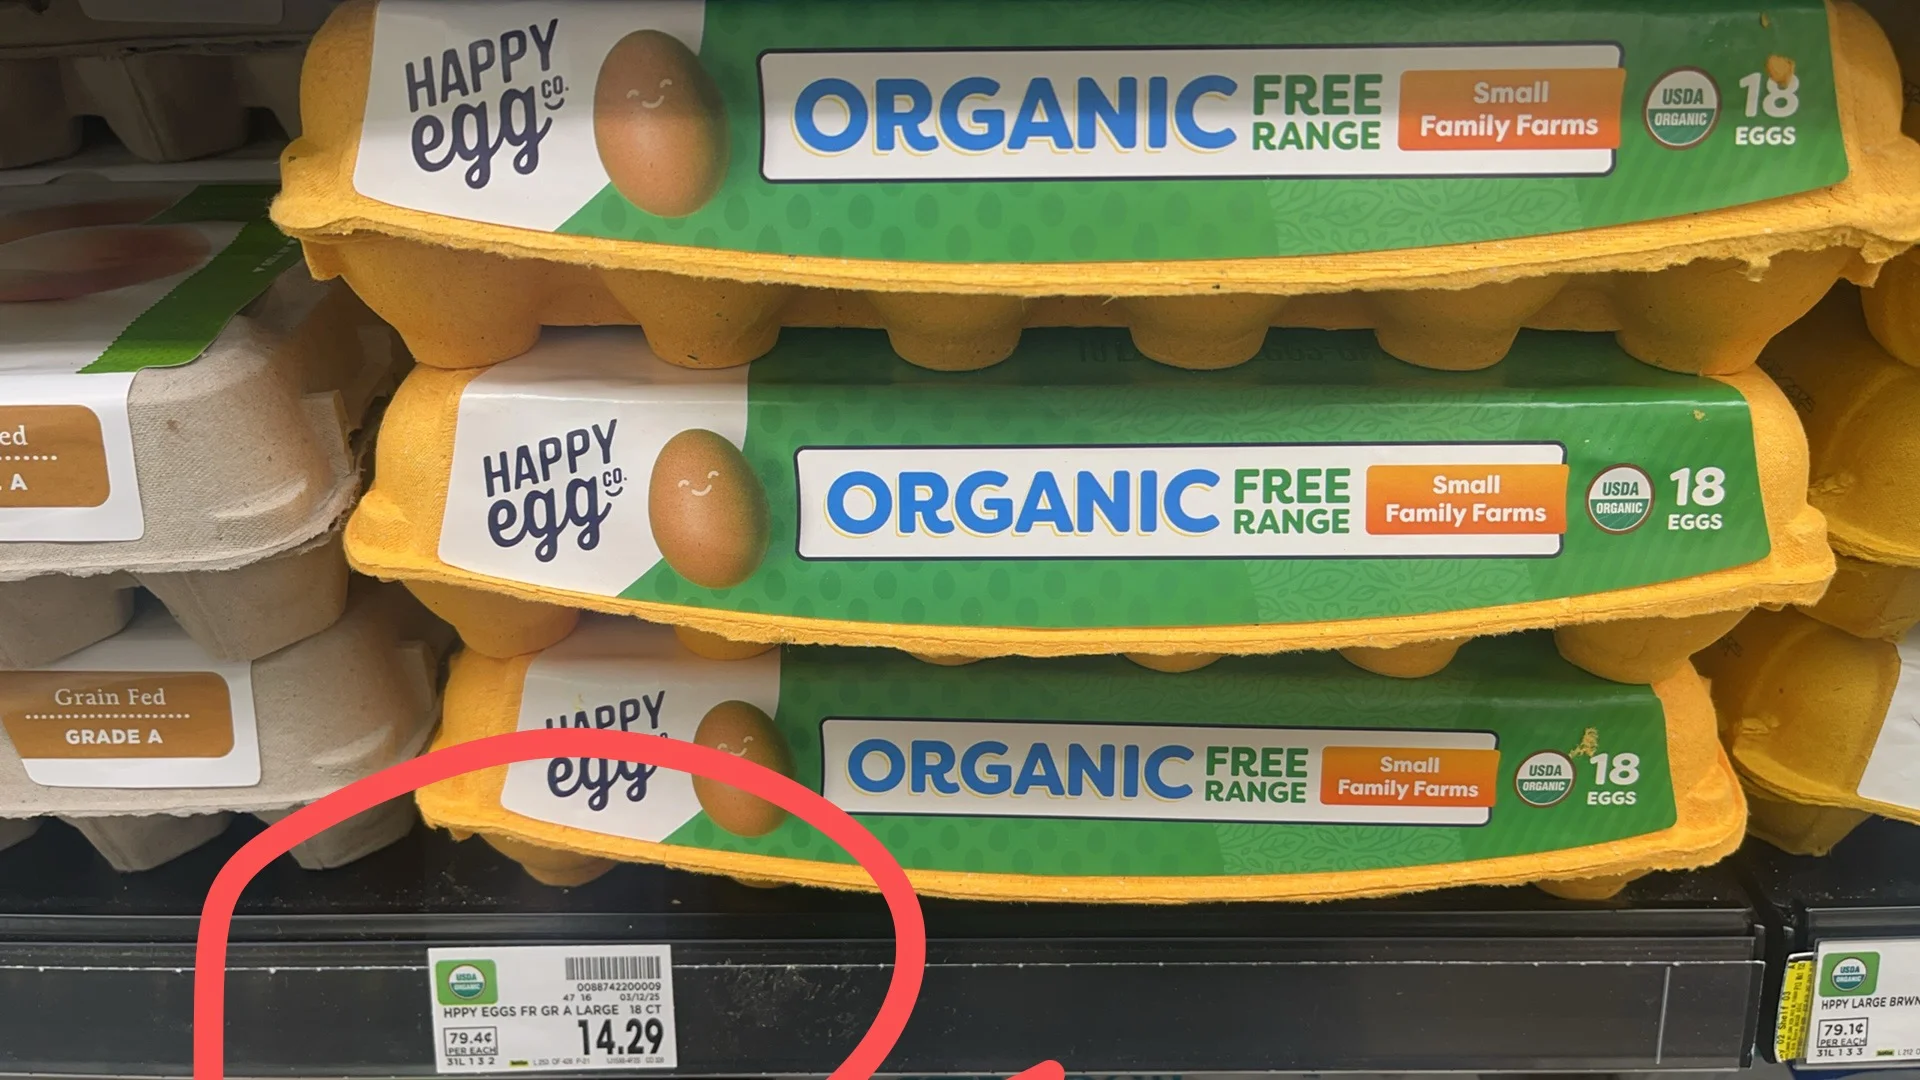 HAPPY
egg CO.
ORGANIC
FREE
RANGE
Small
Family Farms
USDA
ORGANIC
18
EGGS
HAPPY
egg CO.
ORGANIC
FREE
RANGE
Small
Family Farms
USDA
ORGANIC
18
EGGS
ed
A
Grain Fed
GRADE A
HAPPY
egg
ORGANIC
FREE
RANGE
Small
Family Farms
USDA
ORGANIC
18
EGGS
USDA
ORGANIC
0088742200009
47 16 03/12/25
HPPY EGGS FR GR A LARGE 18 CT
79.4¢
PER EACH
14.29
31L 1 3 2
USDA
ORGANIC
HPPY LARGE BRWN
79.1¢
PER EACH
31L 1 3 3